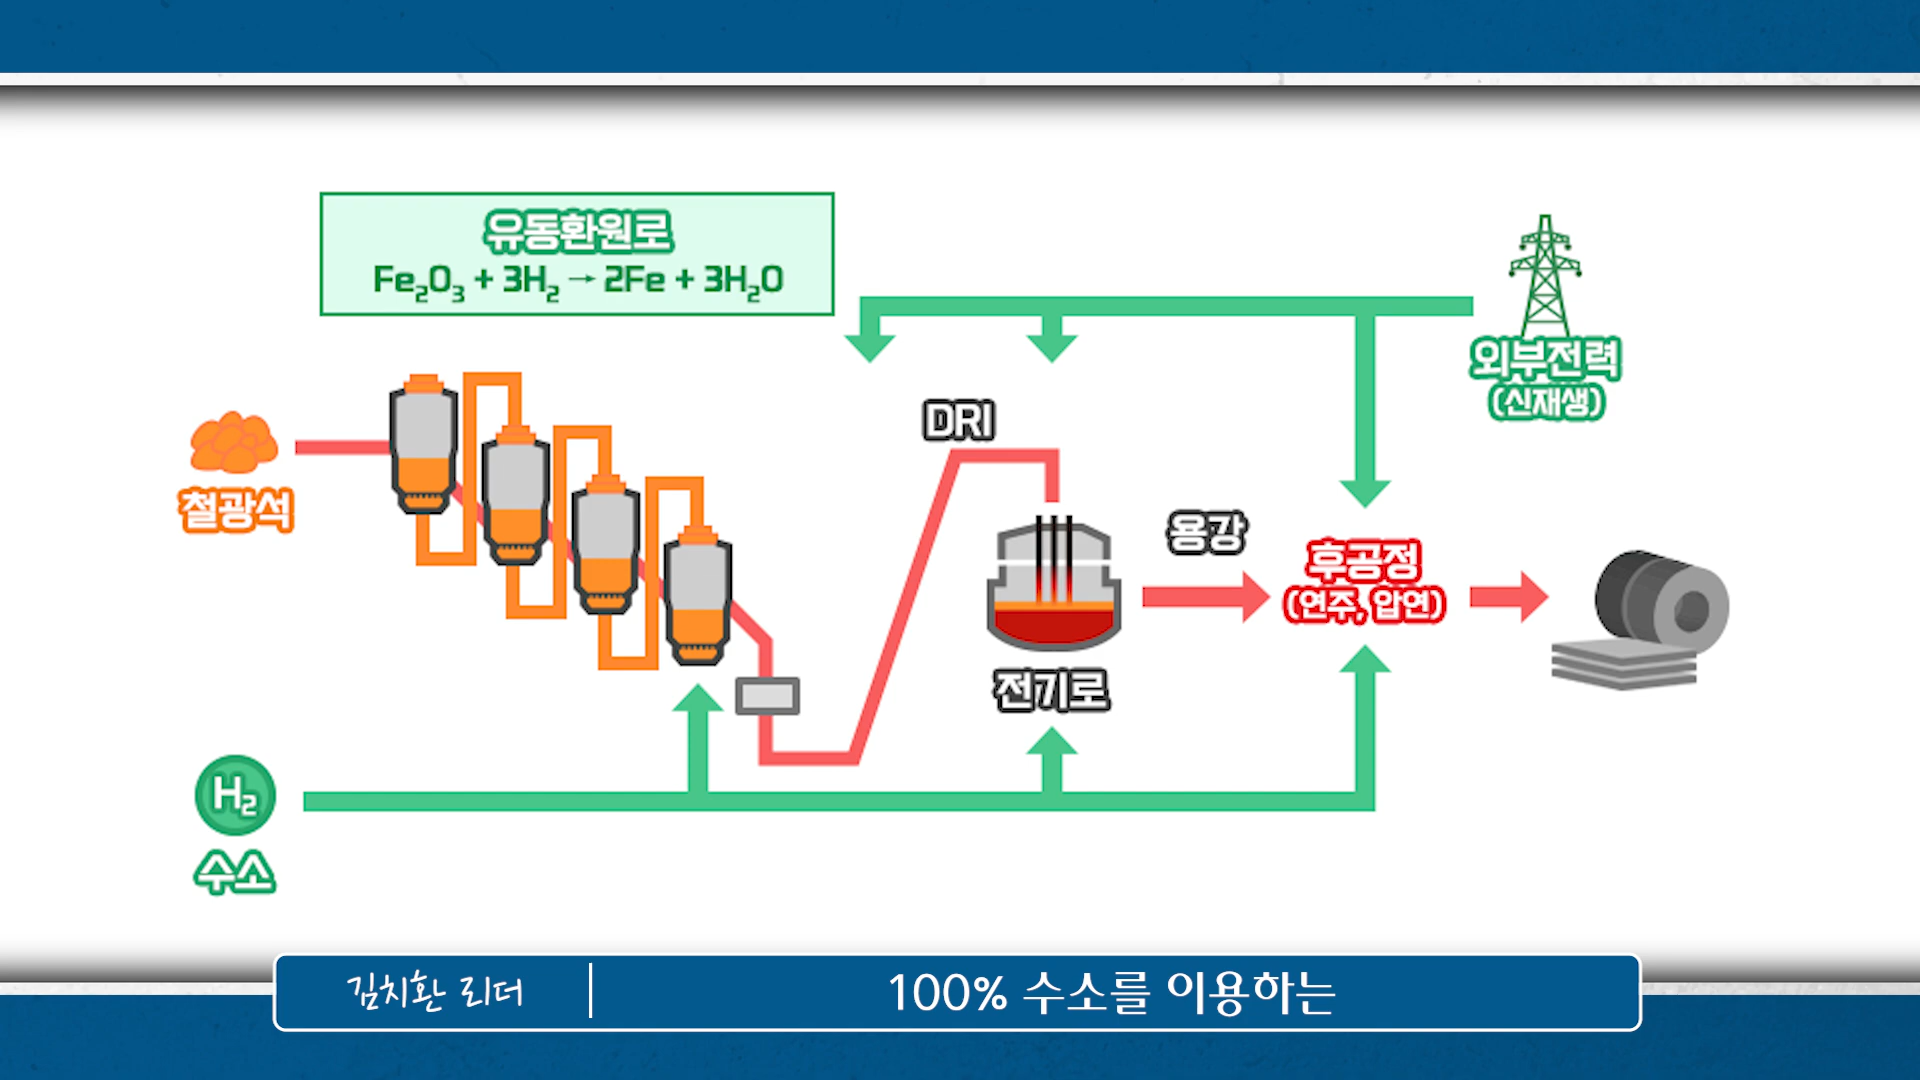 유동환원로
Fe₂O₃ + 3H₂ → 2Fe + 3H₂O
외부전력
(신재생)
DRI
철광석
용강
후공정
(연주, 압연)
전기로
H₂
수소
김치환 리더
100% 수소를 이용하는